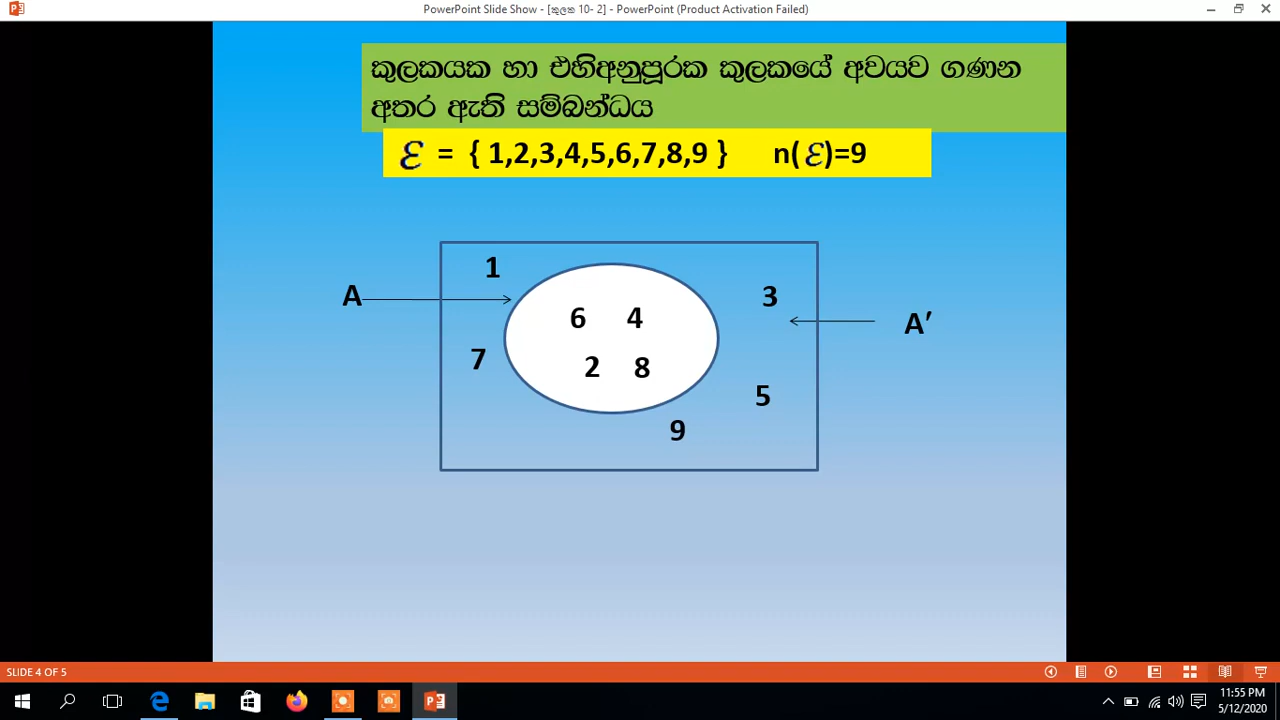 PowerPoint Slide Show - [කුලක 10- 2] - PowerPoint (Product Activation Failed)
කුලකයක හා එහිඅනුපූරක කුලකයේ අවයව ගණන
අතර ඇති සම්බන්ධය
ℰ = { 1,2,3,4,5,6,7,8,9 } n(ℰ)=9
1
A
3
6 4
A′
7
2 8
5
9
SLIDE 4 OF 5
11:55 PM
5/12/2020